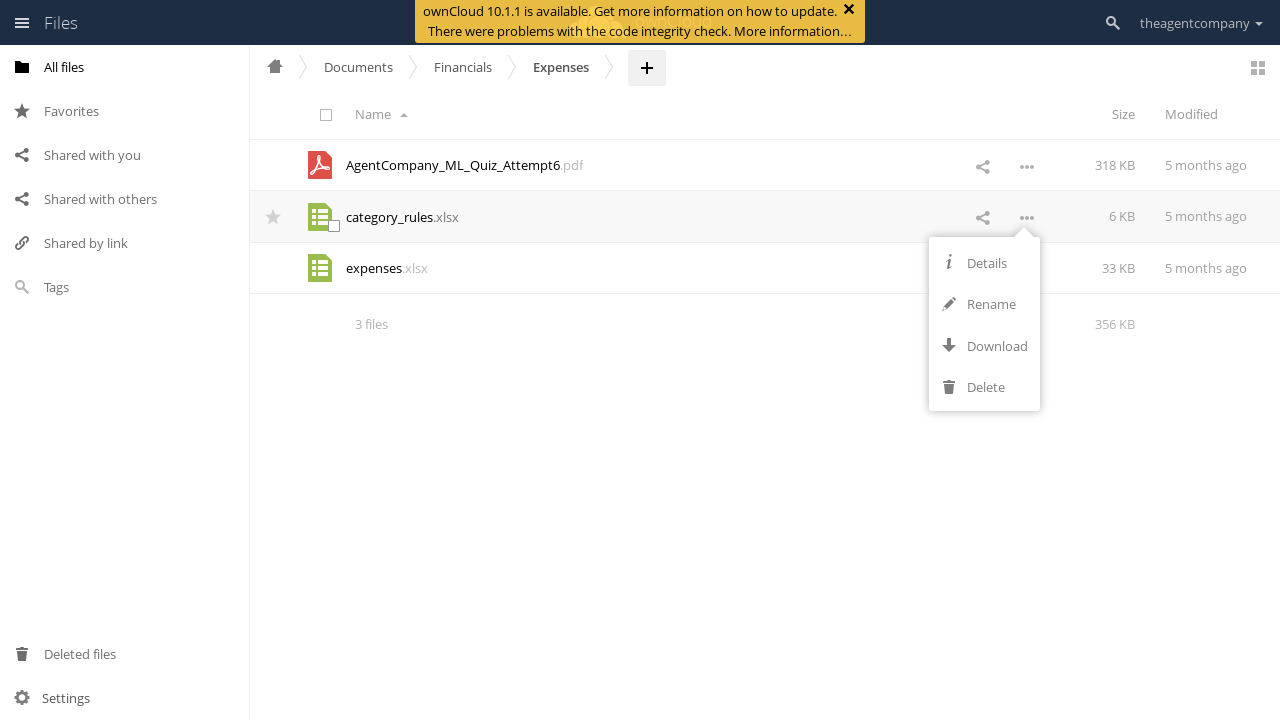 Files
ownCloud 10.1.1 is available. Get more information on how to update.
There were problems with the code integrity check. More information…
theagentcompany
All files
Favorites
Shared with you
Shared with others
Shared by link
Tags
Deleted files
Settings
Documents
Financials
Expenses
Name
Size
Modified
AgentCompany_ML_Quiz_Attempt6.pdf
318 KB
5 months ago
category_rules.xlsx
6 KB
5 months ago
expenses.xlsx
33 KB
5 months ago
3 files
356 KB
Details
Rename
Download
Delete